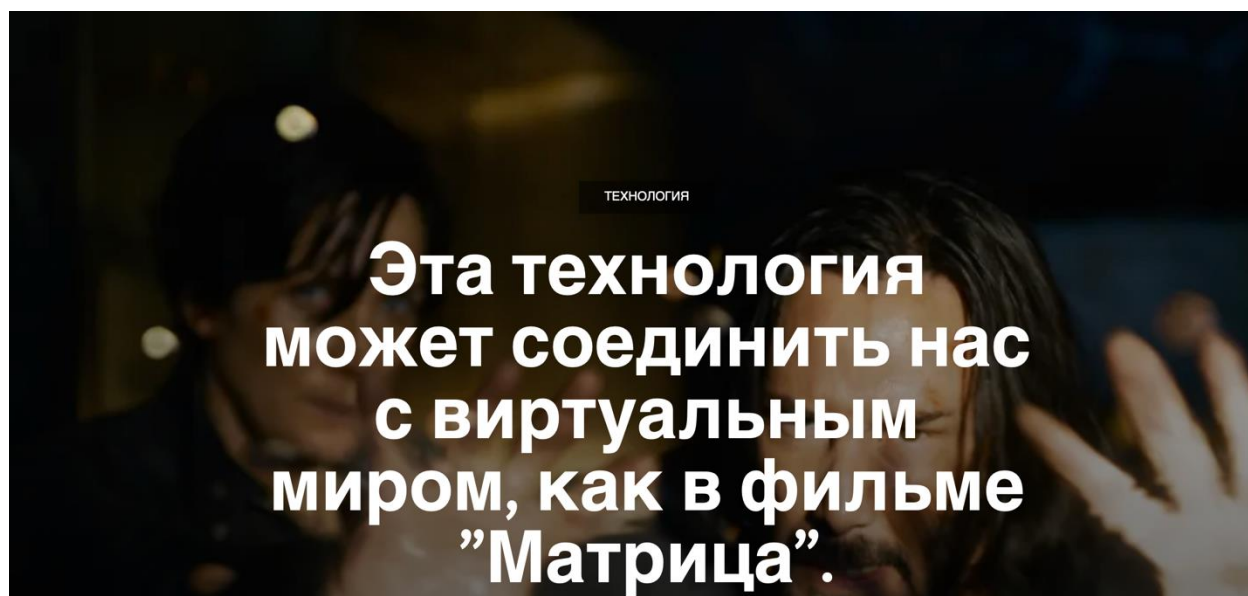 ТЕХНОЛОГИЯ
Эта технология
может соединить нас
с виртуальным
миром, как в фильме
”Матрица”.